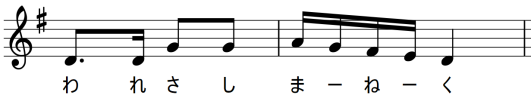 わ れ さ し ま ー ね ー く